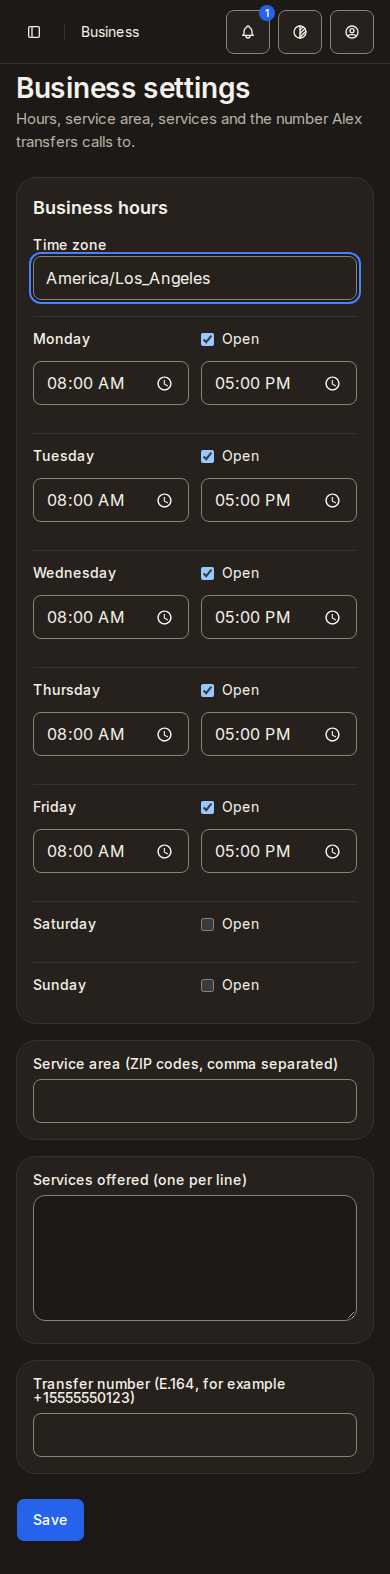 Business
1
Business settings
Hours, service area, services and the number Alex
transfers calls to.
Business hours
Time zone
America/Los_Angeles
Monday Open
08:00 AM 05:00 PM
Tuesday Open
08:00 AM 05:00 PM
Wednesday Open
08:00 AM 05:00 PM
Thursday Open
08:00 AM 05:00 PM
Friday Open
08:00 AM 05:00 PM
Saturday Open
Sunday Open
Service area (ZIP codes, comma separated)
Services offered (one per line)
Transfer number (E.164, for example
+15555550123)
Save